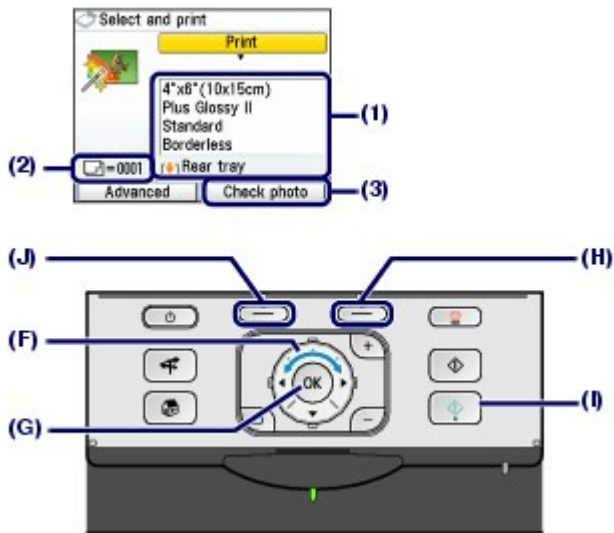 Select and print
Print
4"x6"(10x15cm)
Plus Glossy II
Standard
Borderless
(1)
(2)
=0001
Rear tray
Advanced
Check photo
(3)
(J)
(H)
(F)
+
OK
(G)
−
(I)